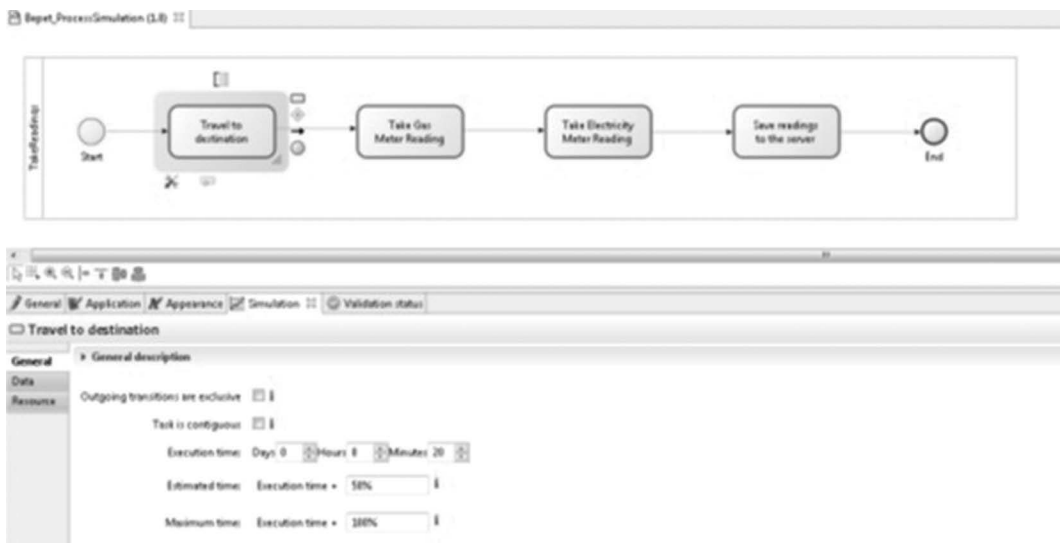 Bepet_ProcessSimulation (1.8)
TakeReadings
Start
Travel to
destination
Take Gas
Meter Reading
Take Electricity
Meter Reading
Save readings
to the server
End
General Application Appearance Simulation Validation status
Travel to destination
General
General description
Data
Resource
Outgoing transitions are exclusive
Task is contiguous
Execution time: Days 0 Hours 0 Minutes 20
Estimated time: Execution time + 50%
Maximum time: Execution time + 100%